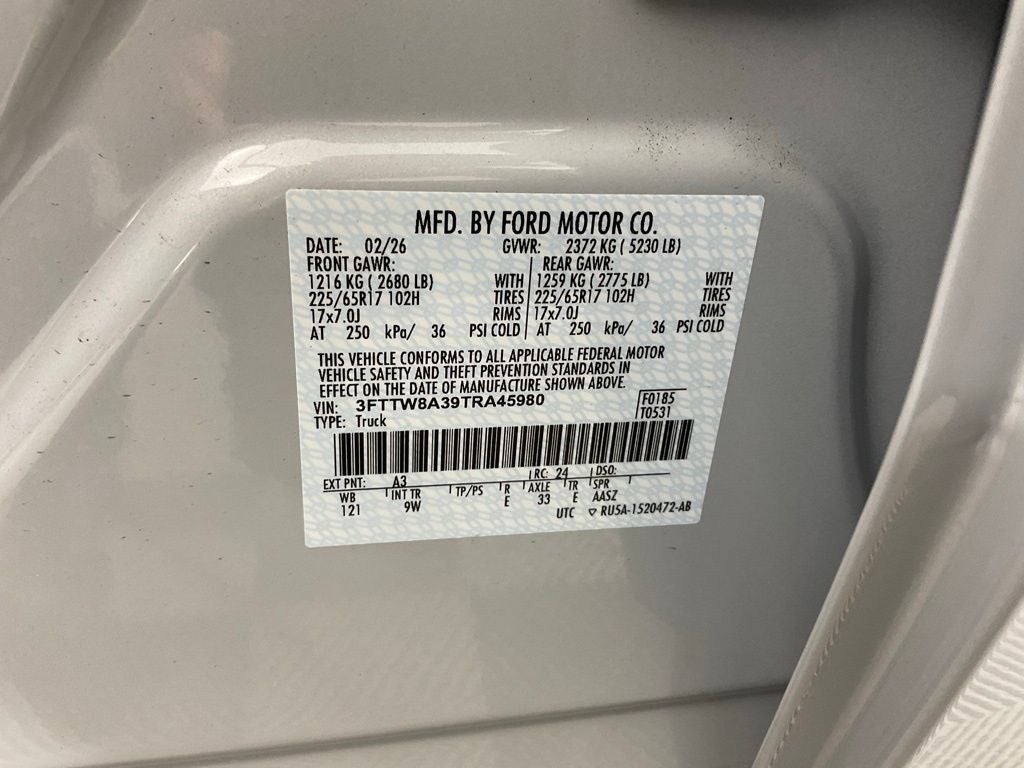 MFD. BY FORD MOTOR CO.
DATE: 02/26 GVWR: 2372 KG ( 5230 LB)
FRONT GAWR: REAR GAWR:
1216 KG ( 2680 LB) WITH 1259 KG ( 2775 LB) WITH
225/65R17 102H TIRES 225/65R17 102H TIRES
17x7.0J RIMS 17x7.0J RIMS
AT 250 kPa/ 36 PSI COLD AT 250 kPa/ 36 PSI COLD
THIS VEHICLE CONFORMS TO ALL APPLICABLE FEDERAL MOTOR
VEHICLE SAFETY AND THEFT PREVENTION STANDARDS IN
EFFECT ON THE DATE OF MANUFACTURE SHOWN ABOVE.
VIN: 3FTTW8A39TRA45980 F0185
TYPE: Truck T0531
EXT PNT: A3 RC: 24 DSO:
WB INT TR TP/PS R AXLE TR SPR
121 9W E 33 E AASZ
UTC ▽ RU5A-1520472-AB